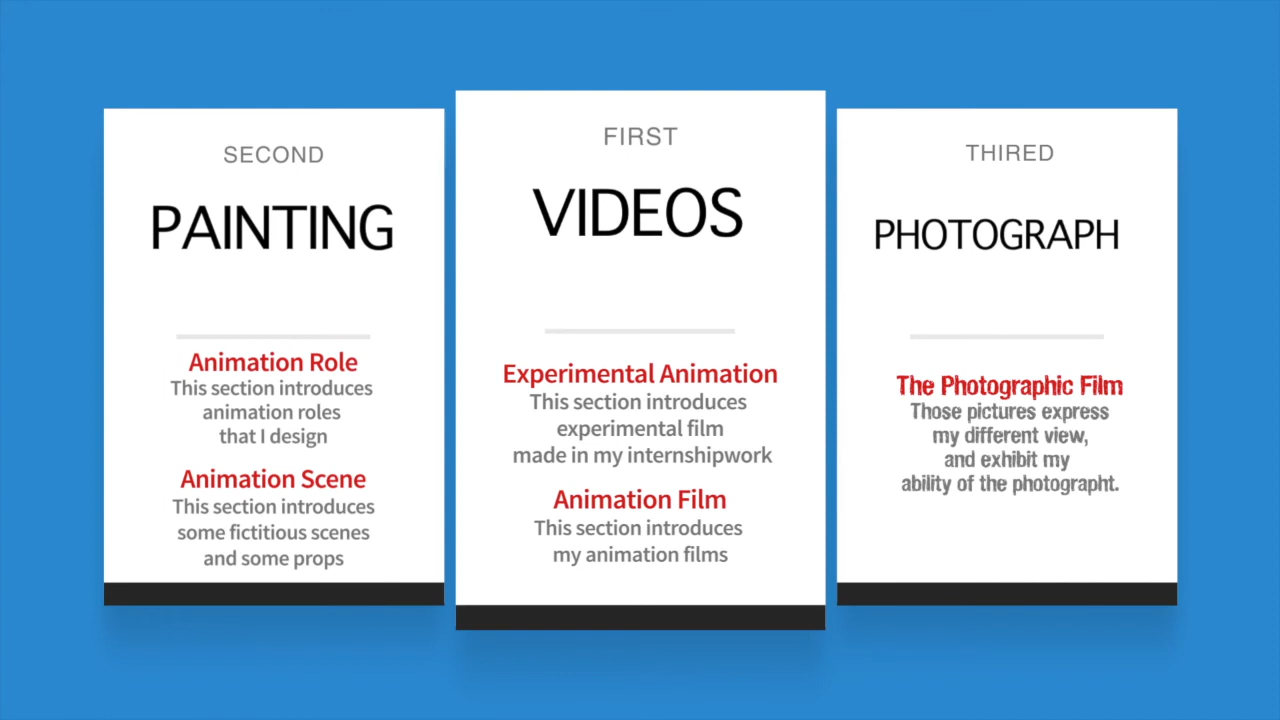 SECOND
PAINTING
Animation Role
This section introduces
animation roles
that I design
Animation Scene
This section introduces
some fictitious scenes
and some props
FIRST
VIDEOS
Experimental Animation
This section introduces
experimental film
made in my internshipwork
Animation Film
This section introduces
my animation films
THIRED
PHOTOGRAPH
The Photographic Film
Those pictures express
my different view,
and exhibit my
ability of the photographt.